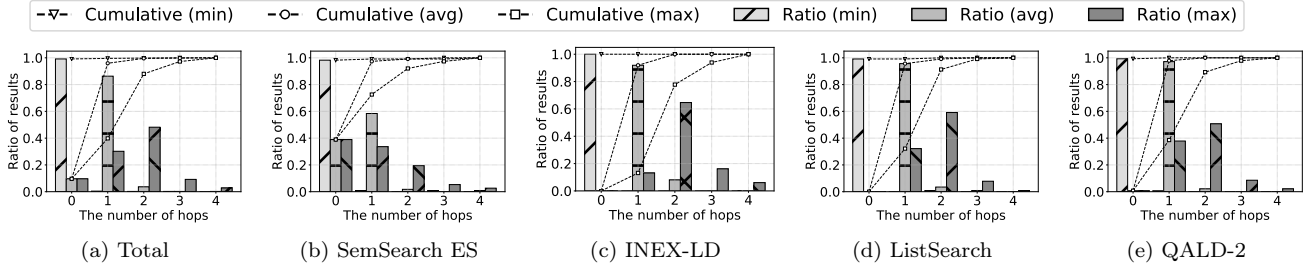 Cumulative (min) Cumulative (avg) Cumulative (max) Ratio (min) Ratio (avg) Ratio (max)
Ratio of results
1.0
0.8
0.6
0.4
0.2
0.0
0 1 2 3 4
The number of hops
(a) Total
Ratio of results
1.0
0.8
0.6
0.4
0.2
0.0
0 1 2 3 4
The number of hops
(b) SemSearch ES
Ratio of results
1.0
0.8
0.6
0.4
0.2
0.0
0 1 2 3 4
The number of hops
(c) INEX-LD
Ratio of results
1.0
0.8
0.6
0.4
0.2
0.0
0 1 2 3 4
The number of hops
(d) ListSearch
Ratio of results
1.0
0.8
0.6
0.4
0.2
0.0
0 1 2 3 4
The number of hops
(e) QALD-2